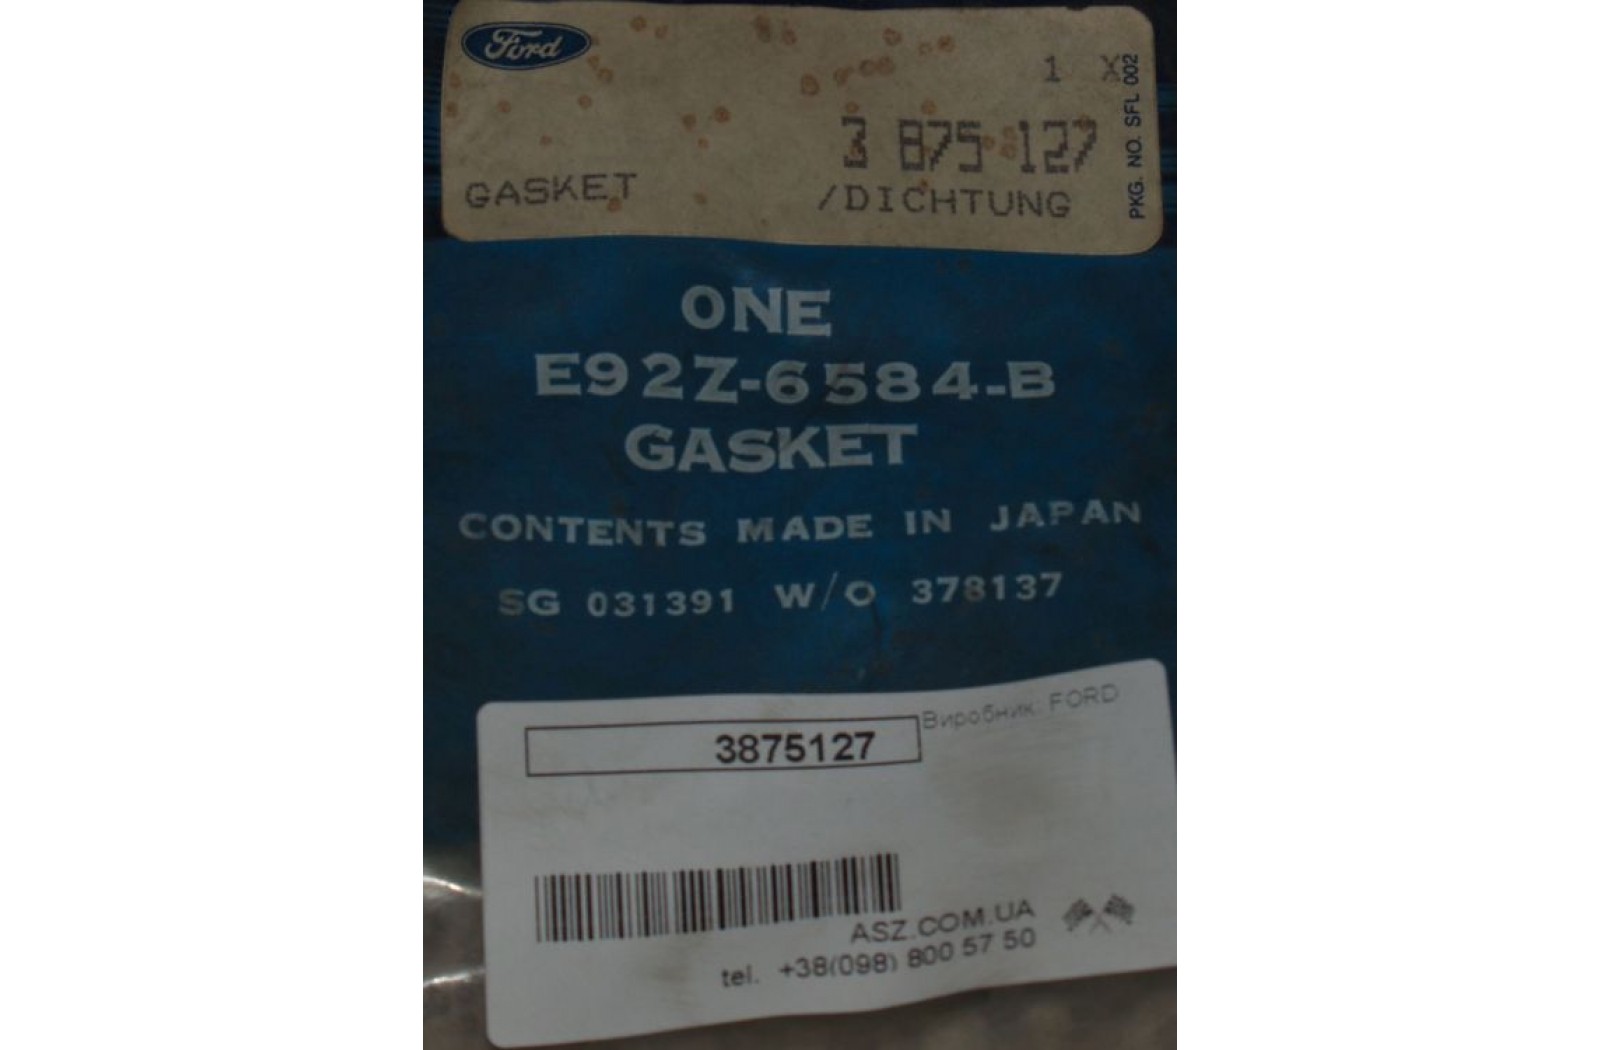 Ford
1 X
3 875 127
GASKET /DICHTUNG
PKG. NO. SFL 002
ONE
E92Z-6584-B
GASKET
CONTENTS MADE IN JAPAN
SG 031391 W/O 378137
Виробник: FORD
3875127
ASZ.COM.UA
tel. +38(098) 800 57 50